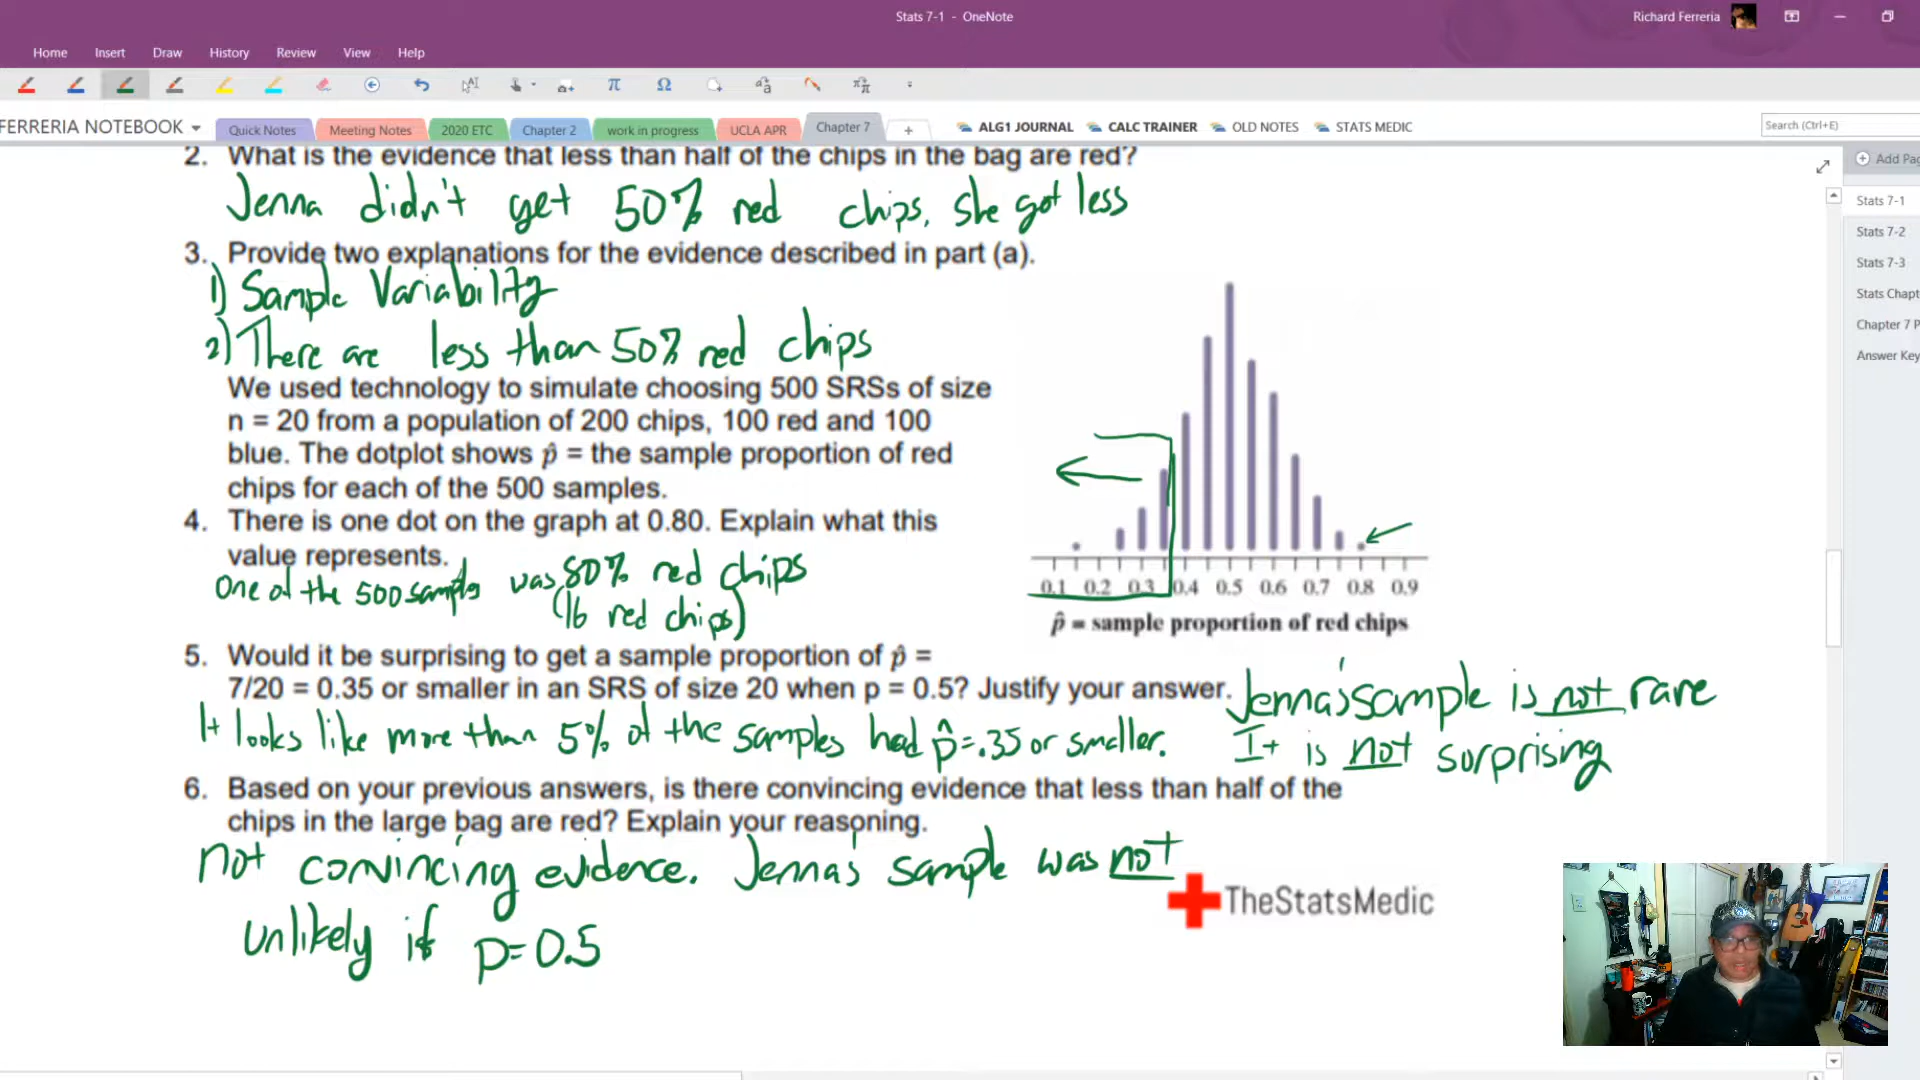 Stats 7-1 - OneNote
Richard Ferreria
Home Insert Draw History Review View Help
FERRERIA NOTEBOOK
Quick Notes Meeting Notes 2020 ETC Chapter 2 work in progress UCLA APR Chapter 7 +
ALG1 JOURNAL CALC TRAINER OLD NOTES STATS MEDIC
Search (Ctrl+E)
Add Pag
Stats 7-1
Stats 7-2
Stats 7-3
Stats Chapt
Chapter 7 P
Answer Key
2. What is the evidence that less than half of the chips in the bag are red?
Jenna didn't get 50% red chips, she got less
3. Provide two explanations for the evidence described in part (a).
1) Sample Variability
2) There are less than 50% red chips
We used technology to simulate choosing 500 SRSs of size
n = 20 from a population of 200 chips, 100 red and 100
blue. The dotplot shows p̂ = the sample proportion of red
chips for each of the 500 samples.
4. There is one dot on the graph at 0.80. Explain what this
value represents.
One of the 500 samples was 80% red chips
(16 red chips)
0.1 0.2 0.3 0.4 0.5 0.6 0.7 0.8 0.9
p̂ = sample proportion of red chips
5. Would it be surprising to get a sample proportion of p̂ =
7/20 = 0.35 or smaller in an SRS of size 20 when p = 0.5? Justify your answer.
It looks like more than 5% of the samples had p̂=.35 or smaller.
Jenna's sample is not rare
It is not surprising
6. Based on your previous answers, is there convincing evidence that less than half of the
chips in the large bag are red? Explain your reasoning.
not convincing evidence. Jenna's sample was not
unlikely if p=0.5
TheStatsMedic